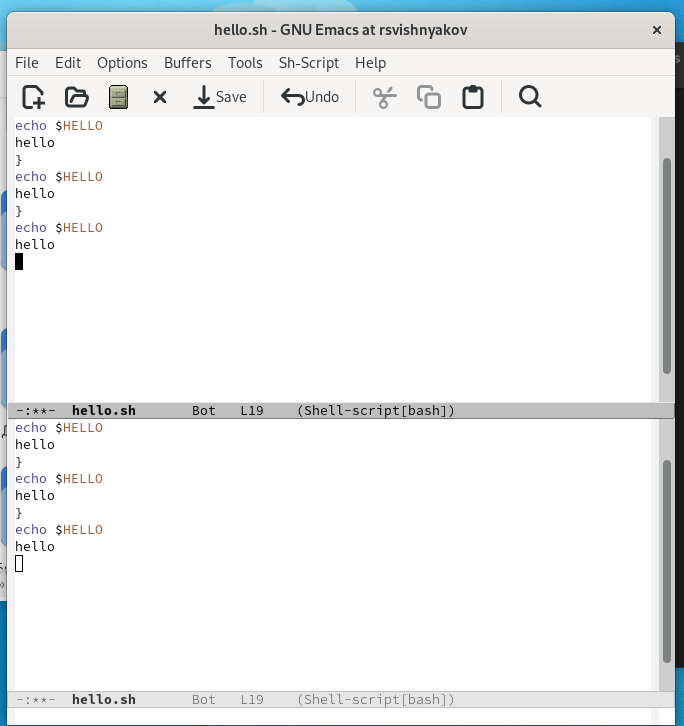 hello.sh - GNU Emacs at rsvishnyakov
File Edit Options Buffers Tools Sh-Script Help
Save Undo
echo $HELLO
hello
}
echo $HELLO
hello
}
echo $HELLO
hello
-:**- hello.sh Bot L19 (Shell-script[bash])
echo $HELLO
hello
}
echo $HELLO
hello
}
echo $HELLO
hello
-:**- hello.sh Bot L19 (Shell-script[bash])